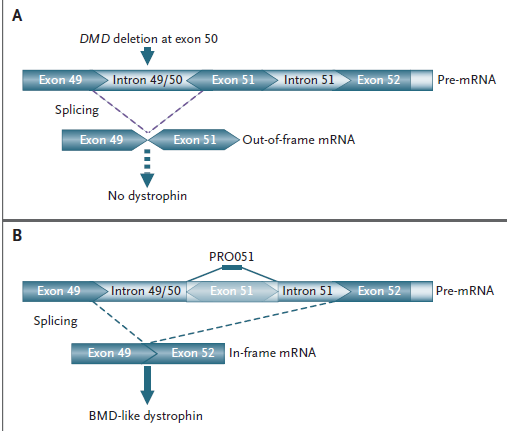 A
DMD deletion at exon 50
Exon 49 Intron 49/50 Exon 51 Intron 51 Exon 52 Pre-mRNA
Splicing
Exon 49 Exon 51 Out-of-frame mRNA
No dystrophin
B
PRO051
Exon 49 Intron 49/50 Exon 51 Intron 51 Exon 52 Pre-mRNA
Splicing
Exon 49 Exon 52 In-frame mRNA
BMD-like dystrophin